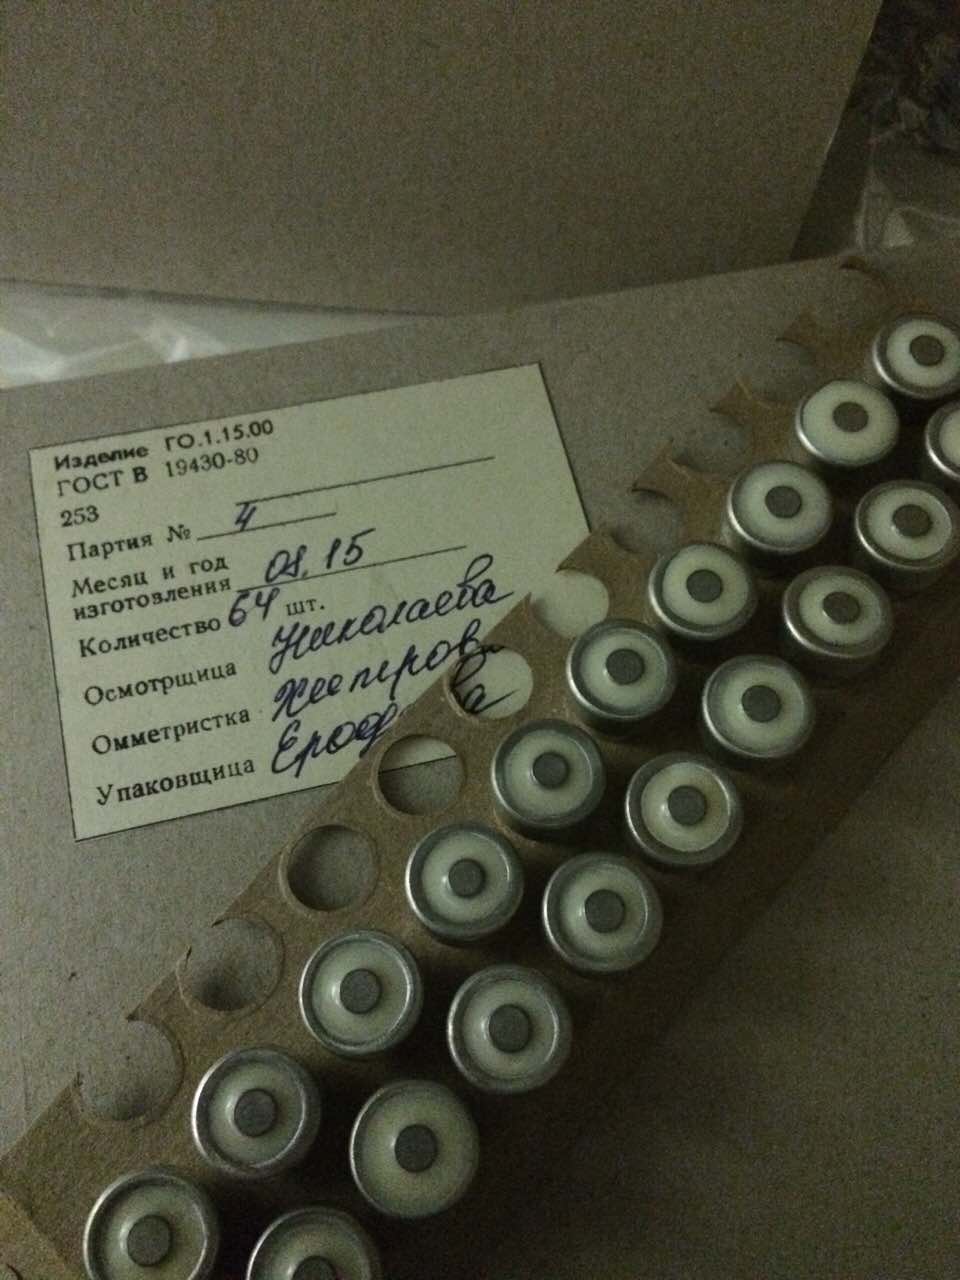 Изделие ГО.1.15.00
ГОСТ В 19430-80
253
Партия № 4
Месяц и год
изготовления 01.15
Количество 64 шт.
Осмотрщица Николаева
Омметристка
Упаковщица